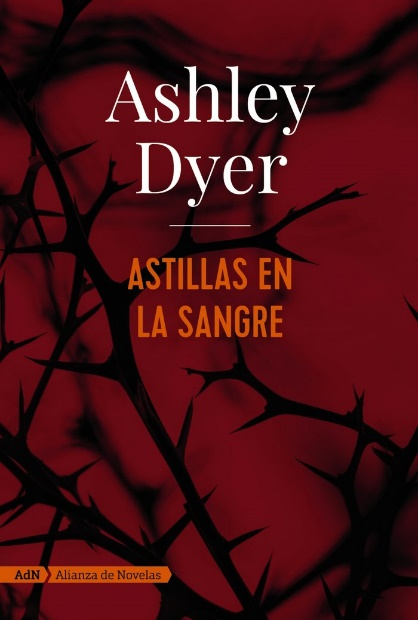 Ashley
Dyer
ASTILLAS EN
LA SANGRE
AdN Alianza de Novelas